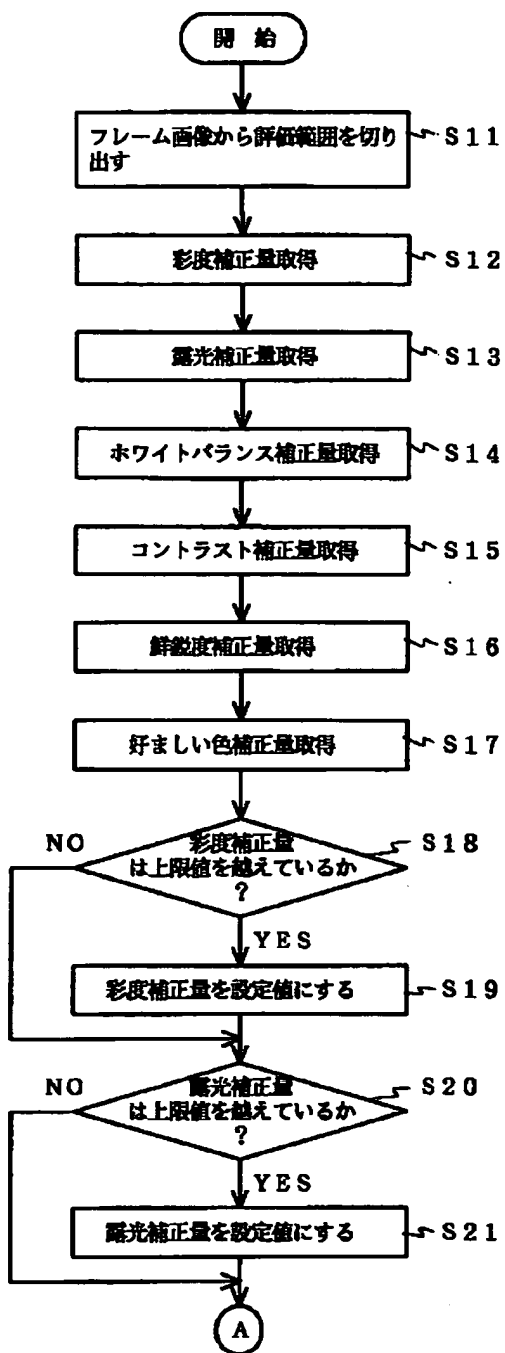 開 始
フレーム画像から評価範囲を切り
出す
S11
彩度補正量取得
S12
露光補正量取得
S13
ホワイトバランス補正量取得
S14
コントラスト補正量取得
S15
鮮鋭度補正量取得
S16
好ましい色補正量取得
S17
彩度補正量
は上限値を越えているか
?
S18
NO
YES
彩度補正量を設定値にする
S19
露光補正量
は上限値を越えているか
?
S20
NO
YES
露光補正量を設定値にする
S21
A